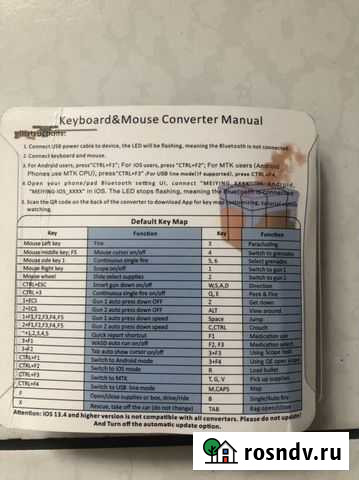 Keyboard&Mouse Converter Manual
1. Connect USB power cable to device, the LED will be flashing, meaning the Bluetooth is not connected.
2. Connect keyboard and mouse.
3. For Android users, press"CTRL+F1"; For iOS users, press "CTRL+F2"; For MTK users (Android
Phones use MTK CPU), press"CTRL+F3" .For USB line mode(if supported), press CTRL+F4.
4. Open your phone/pad Bluetooth setting UI, connect "MEIYING XXXX" in Android,
"MEIYING-iOS_XXXX" in iOS. The LED stops flashing, meaning the Bluetooth is connected.
5. Scan the QR code on the back of the converter to download App for key map customizing, tutorial video
watching.
Default Key Map
Key Function Key Function
Mouse Left key Fire X Parachuting
Mouse middle key; F5 Mouse cursor on/off 4 Switch to grenades
Mouse side key 1 Continuous single fire 5, 6 Select grenades
Mouse Right key Scope on/off 1 Switch to gun 1
Mouse wheel Slide select supplies 2 Switch to gun 2
CTRL+ESC Smart gun down on/off W,S,A,D Direction
CTRL+3 Continuous single fire on/off Q, E Peek & Fire
1+ESC Gun 1 auto press down OFF Z Get down
2+ESC Gun 2 auto press down OFF ALT View around
1+F1,F2,F3,F4,F5 Gun 1 auto press down speed Space Jump
2+F1,F2,F3,F4,F5 Gun 2 auto press down speed C,CTRL Crouch
~+1,2,3,4,5 Quick report shortcut F1 Medication use
3+F1 WASD auto run on/off F2, F3 Medication select
3+F2 Tab auto show cursor on/off 3+F3 Using Scope mode
CTRL+F1 Switch to Android mode 3+F4 Using QE open scope
CTRL+F2 Switch to iOS mode R Load bullet
CTRL+F3 Switch to MTK T, G, V Pick up supplies
CTRL+F4 Switch to USB line mode M,CAPS Map
F Open/close supplies or box, drive/ride B Single/Auto fire
X Rescue, take off the car (do not change) TAB Bag open/close
Attention: iOS 13.4 and higher version is not compatible with all converters. Please do not update!
And Turn off the automatic update option.
rosndv.ru